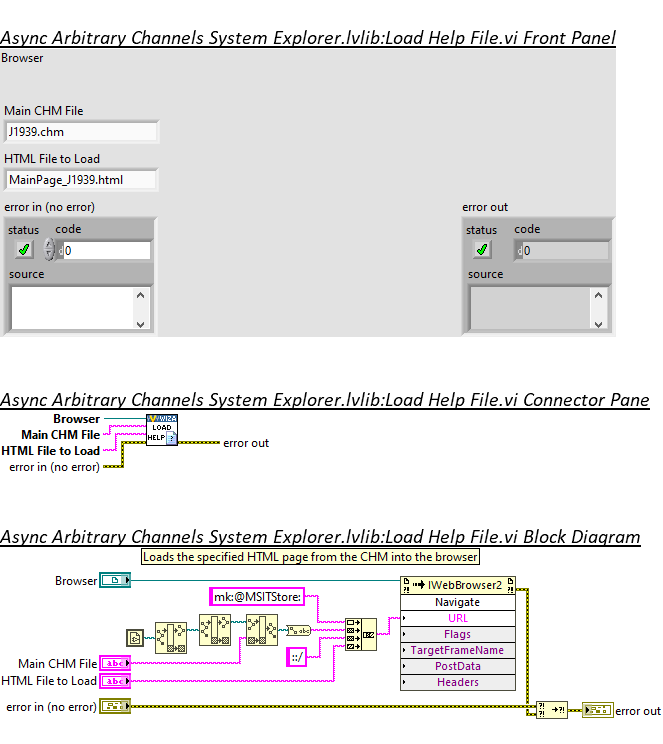 Async Arbitrary Channels System Explorer.lvlib:Load Help File.vi Front Panel
Browser
Main CHM File
J1939.chm
HTML File to Load
MainPage_J1939.html
error in (no error)
error out
status code
status code
0
0
source
source
Async Arbitrary Channels System Explorer.lvlib:Load Help File.vi Connector Pane
Browser
Main CHM File
HTML File to Load
error in (no error)
LOAD
HELP ?
error out
Async Arbitrary Channels System Explorer.lvlib:Load Help File.vi Block Diagram
Loads the specified HTML page from the CHM into the browser
Browser
IWebBrowser2
mk:@MSITStore:
Navigate
URL
Flags
TargetFrameName
PostData
Headers
abc
::/
Main CHM File abc
HTML File to Load abc
error in (no error)
error out